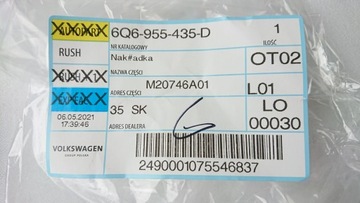 6Q6-955-435-D
1
NR KATALOGOWY
ILOŚĆ
RUSH
Nak#adka
OT02
NAZWA CZĘŚCI
M20746A01
ADRES CZĘŚCI
L01
35 SK
LO
00030
06.05.2021
17:39:46
ADRES DEALERA
VOLKSWAGEN
2490001075546837